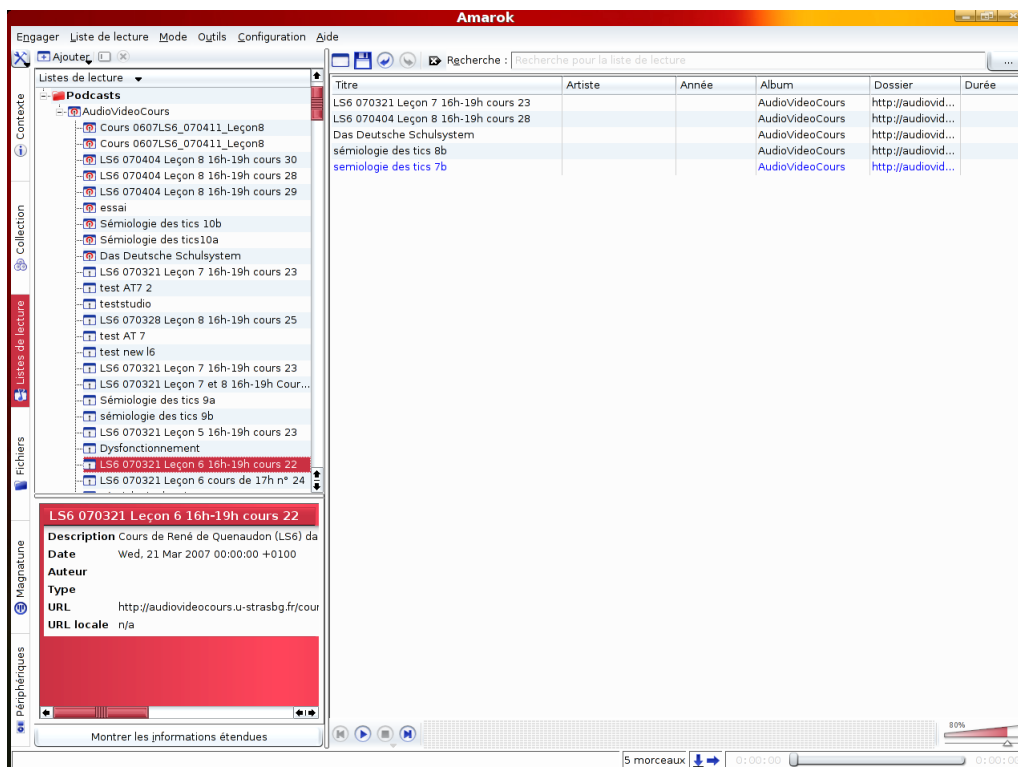 Amarok
Engager Liste de lecture Mode Outils Configuration Aide
Ajouter
Recherche : Recherche pour la liste de lecture ...
Listes de lecture
Podcasts
AudioVideoCours
Cours 0607LS6_070411_Leçon8
Cours 0607LS6_070411_Leçon8
LS6 070404 Leçon 8 16h-19h cours 30
LS6 070404 Leçon 8 16h-19h cours 28
LS6 070404 Leçon 8 16h-19h cours 29
essai
Sémiologie des tics 10b
Sémiologie des tics10a
Das Deutsche Schulsystem
LS6 070321 Leçon 7 16h-19h cours 23
test AT7 2
teststudio
LS6 070328 Leçon 8 16h-19h cours 25
test AT 7
test new l6
LS6 070321 Leçon 7 16h-19h cours 23
LS6 070321 Leçon 7 et 8 16h-19h Cour...
Sémiologie des tics 9a
sémiologie des tics 9b
LS6 070321 Leçon 5 16h-19h cours 23
Dysfonctionnement
LS6 070321 Leçon 6 16h-19h cours 22
LS6 070321 Leçon 6 cours de 17h n° 24
Contexte
Collection
Listes de lecture
Fichiers
Magnatune
Périphériques
LS6 070321 Leçon 6 16h-19h cours 22
Description Cours de René de Quenaudon (LS6) da
Date Wed, 21 Mar 2007 00:00:00 +0100
Auteur
Type
URL http://audiovideocours.u-strasbg.fr/cour
URL locale n/a
Montrer les informations étendues
Titre Artiste Année Album Dossier Durée
LS6 070321 Leçon 7 16h-19h cours 23 AudioVideoCours http://audiovid...
LS6 070404 Leçon 8 16h-19h cours 28 AudioVideoCours http://audiovid...
Das Deutsche Schulsystem AudioVideoCours http://audiovid...
sémiologie des tics 8b AudioVideoCours http://audiovid...
semiologie des tics 7b AudioVideoCours http://audiovid...
80%
5 morceaux 0:00:00 0:00:00